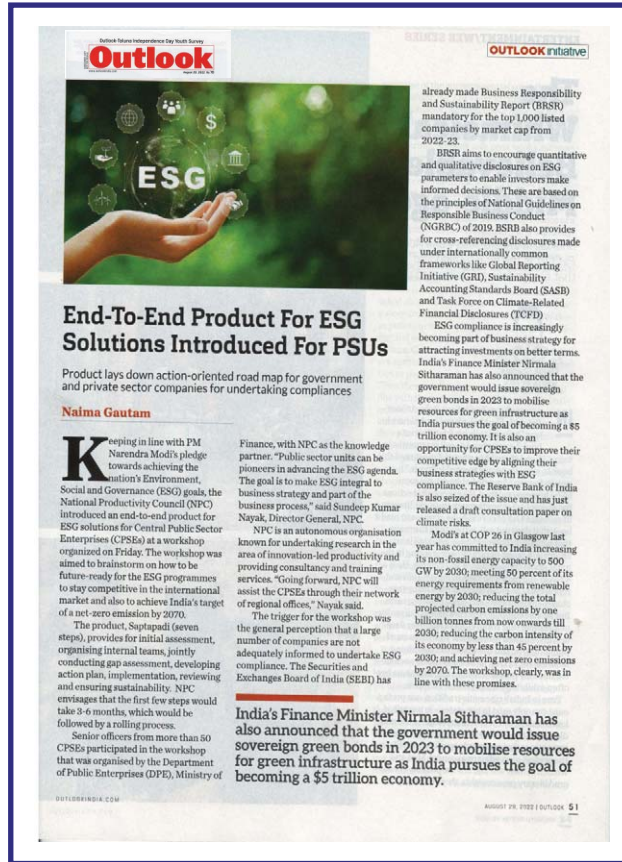 Outlook-Toluna Independence Day Youth Survey
Outlook
OUTLOOK initiative
ESG
$
End-To-End Product For ESG
Solutions Introduced For PSUs
Product lays down action-oriented road map for government
and private sector companies for undertaking compliances
Naima Gautam
Keeping in line with PM
Narendra Modi's pledge
towards achieving the
nation's Environment,
Social and Governance (ESG) goals, the
National Productivity Council (NPC)
introduced an end-to-end product for
ESG solutions for Central Public Sector
Enterprises (CPSEs) at a workshop
organized on Friday. The workshop was
aimed to brainstorm on how to be
future-ready for the ESG programmes
to stay competitive in the international
market and also to achieve India's target
of a net-zero emission by 2070.
The product, Saptapadi (seven
steps), provides for initial assessment,
organising internal teams, jointly
conducting gap assessment, developing
action plan, implementation, reviewing
and ensuring sustainability. NPC
envisages that the first few steps would
take 3-6 months, which would be
followed by a rolling process.
Senior officers from more than 50
CPSEs participated in the workshop
that was organised by the Department
of Public Enterprises (DPE), Ministry of
Finance, with NPC as the knowledge
partner. "Public sector units can be
pioneers in advancing the ESG agenda.
The goal is to make ESG integral to
business strategy and part of the
business process," said Sundeep Kumar
Nayak, Director General, NPC.
NPC is an autonomous organisation
known for undertaking research in the
area of innovation-led productivity and
providing consultancy and training
services. "Going forward, NPC will
assist the CPSEs through their network
of regional offices," Nayak said.
The trigger for the workshop was
the general perception that a large
number of companies are not
adequately informed to undertake ESG
compliance. The Securities and
Exchanges Board of India (SEBI) has
already made Business Responsibility
and Sustainability Report (BRSR)
mandatory for the top 1,000 listed
companies by market cap from
2022-23.
BRSR aims to encourage quantitative
and qualitative disclosures on ESG
parameters to enable investors make
informed decisions. These are based on
the principles of National Guidelines on
Responsible Business Conduct
(NGRBC) of 2019. BSRB also provides
for cross-referencing disclosures made
under internationally common
frameworks like Global Reporting
Initiative (GRI), Sustainability
Accounting Standards Board (SASB)
and Task Force on Climate-Related
Financial Disclosures (TCFD)
ESG compliance is increasingly
becoming part of business strategy for
attracting investments on better terms.
India's Finance Minister Nirmala
Sitharaman has also announced that the
government would issue sovereign
green bonds in 2023 to mobilise
resources for green infrastructure as
India pursues the goal of becoming a $5
trillion economy. It is also an
opportunity for CPSEs to improve their
competitive edge by aligning their
business strategies with ESG
compliance. The Reserve Bank of India
is also seized of the issue and has just
released a draft consultation paper on
climate risks.
Modi's at COP 26 in Glasgow last
year has committed to India increasing
its non-fossil energy capacity to 500
GW by 2030; meeting 50 percent of its
energy requirements from renewable
energy by 2030; reducing the total
projected carbon emissions by one
billion tonnes from now onwards till
2030; reducing the carbon intensity of
its economy by less than 45 percent by
2030; and achieving net zero emissions
by 2070. The workshop, clearly, was in
line with these promises.
India's Finance Minister Nirmala Sitharaman has
also announced that the government would issue
sovereign green bonds in 2023 to mobilise resources
for green infrastructure as India pursues the goal of
becoming a $5 trillion economy.
OUTLOOKINDIA.COM
AUGUST 29, 2022 | OUTLOOK 51